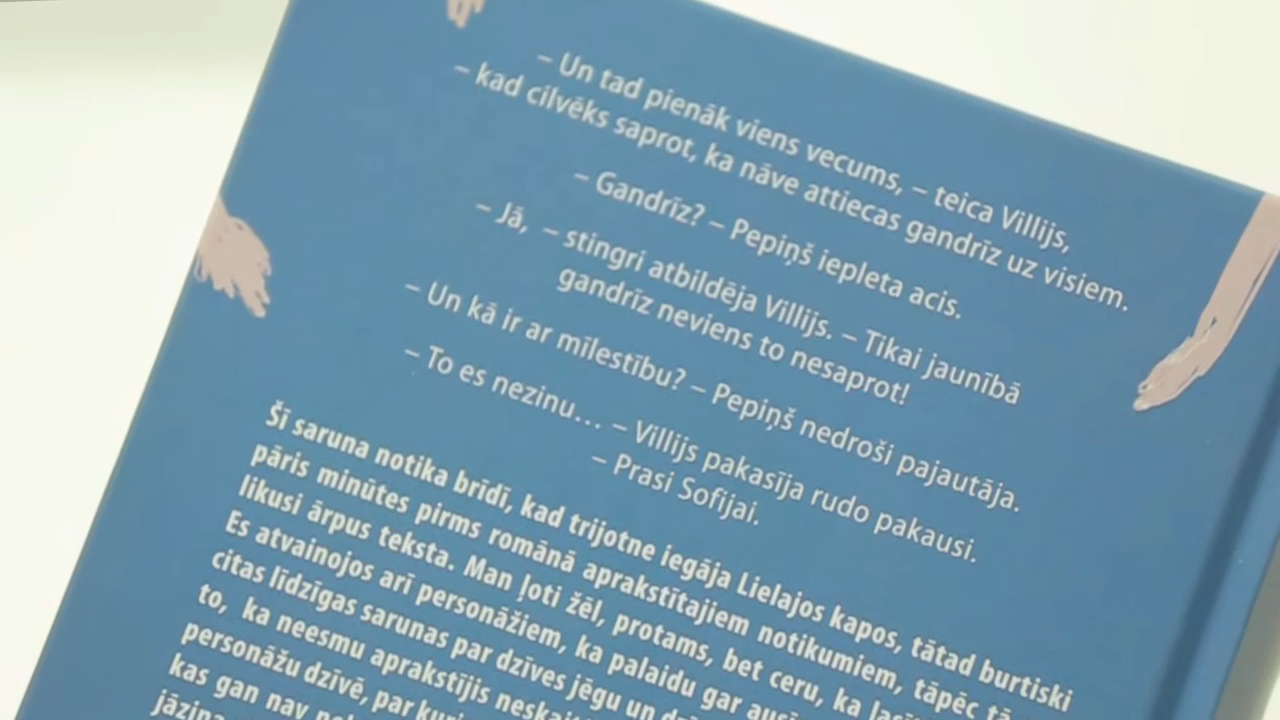 – Un tad pienāk viens vecums, – teica Villijs,
– kad cilvēks saprot, ka nāve attiecas gandrīz uz visiem.
– Gandrīz? – Pepiņš iepleta acis.
– Jā, – stingri atbildēja Villijs. – Tikai jaunībā
gandrīz neviens to nesaprot!
– Un kā ir ar mīlestību? – Pepiņš nedroši pajautāja.
– To es nezinu… – Villijs pakasīja rudo pakausi.
– Prasi Sofijai.
Šī saruna notika brīdī, kad trijotne iegāja Lielajos kapos, tātad burtiski
pāris minūtes pirms romānā aprakstītajiem notikumiem, tāpēc
likusi ārpus teksta. Man ļoti žēl, protams, bet ceru, ka
Es atvainojos arī personāžiem, ka palaidu gar
citas līdzīgas sarunas par dzīves jēgu un
to, ka neesmu aprakstījis
personāžu dzīvē, par
kas gan nav